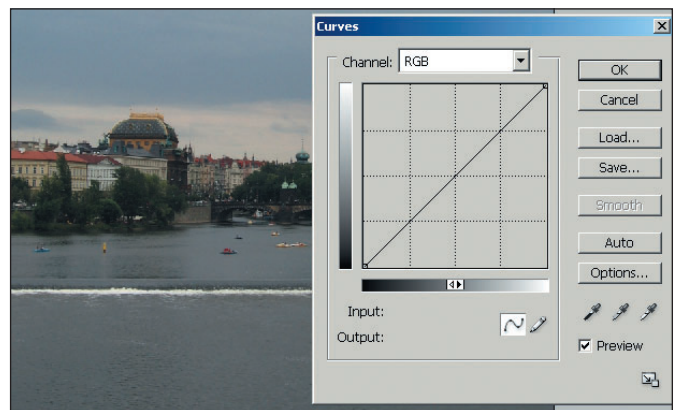 Curves
Channel: RGB
OK
Cancel
Load...
Save...
Smooth
Auto
Options...
Input:
Output:
Preview